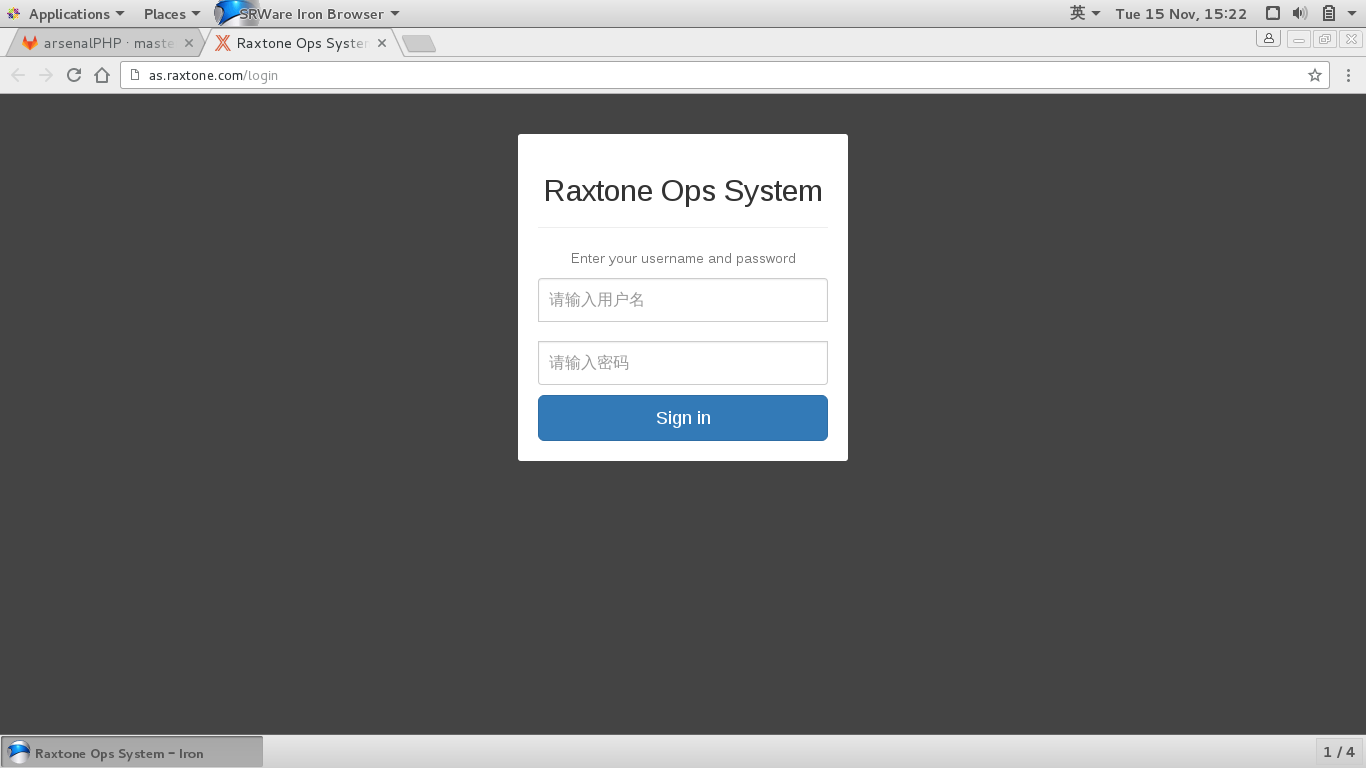 Applications Places SRWare Iron Browser 英 Tue 15 Nov, 15:22
arsenalPHP · maste Raxtone Ops System
as.raxtone.com/login
Raxtone Ops System
Enter your username and password
请输入用户名
请输入密码
Sign in
Raxtone Ops System - Iron 1 / 4